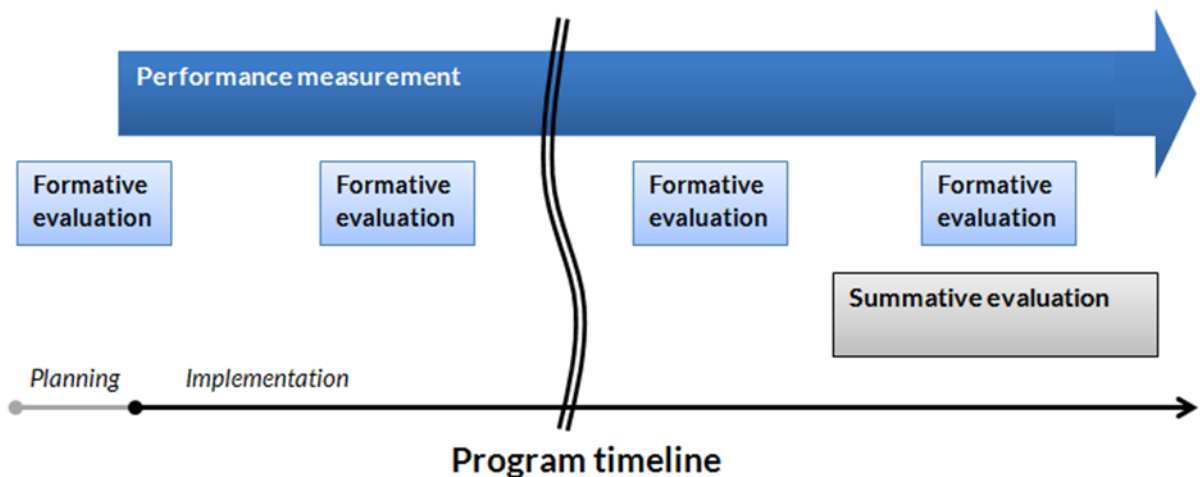 Performance measurement
Formative
evaluation
Formative
evaluation
Formative
evaluation
Formative
evaluation
Summative evaluation
Planning
Implementation
Program timeline